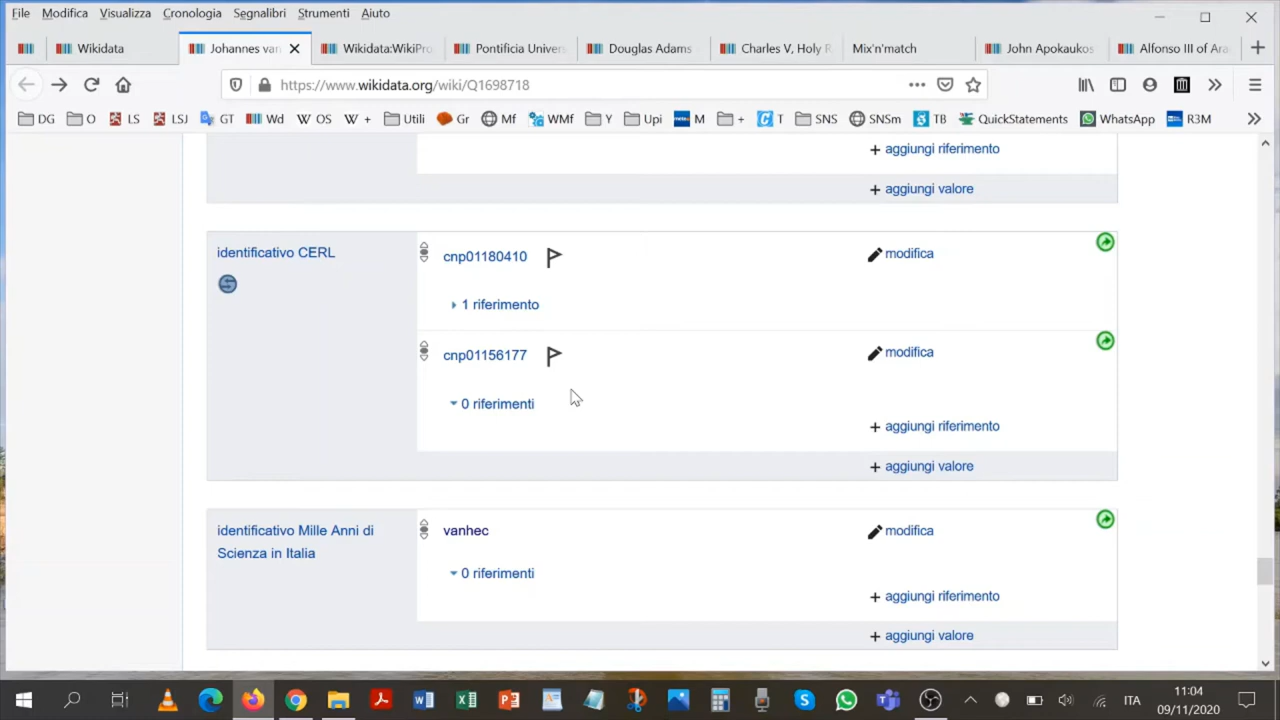 File Modifica Visualizza Cronologia Segnalibri Strumenti Aiuto
Wikidata Johannes van Wikidata:WikiPro Pontificia Univer Douglas Adams Charles V, Holy R Mix'n'match John Apokaukos Alfonso III of Ara
https://www.wikidata.org/wiki/Q1698718
DG O LS LSJ GT Wd OS + Utili Gr Mf WMf Y Upi M + T SNS SNSm TB QuickStatements WhatsApp R3M
+ aggiungi riferimento
+ aggiungi valore
identificativo CERL
cnp01180410
modifica
1 riferimento
cnp01156177
modifica
0 riferimenti
+ aggiungi riferimento
+ aggiungi valore
identificativo Mille Anni di
Scienza in Italia
vanhec
modifica
0 riferimenti
+ aggiungi riferimento
+ aggiungi valore
ITA
11:04
09/11/2020